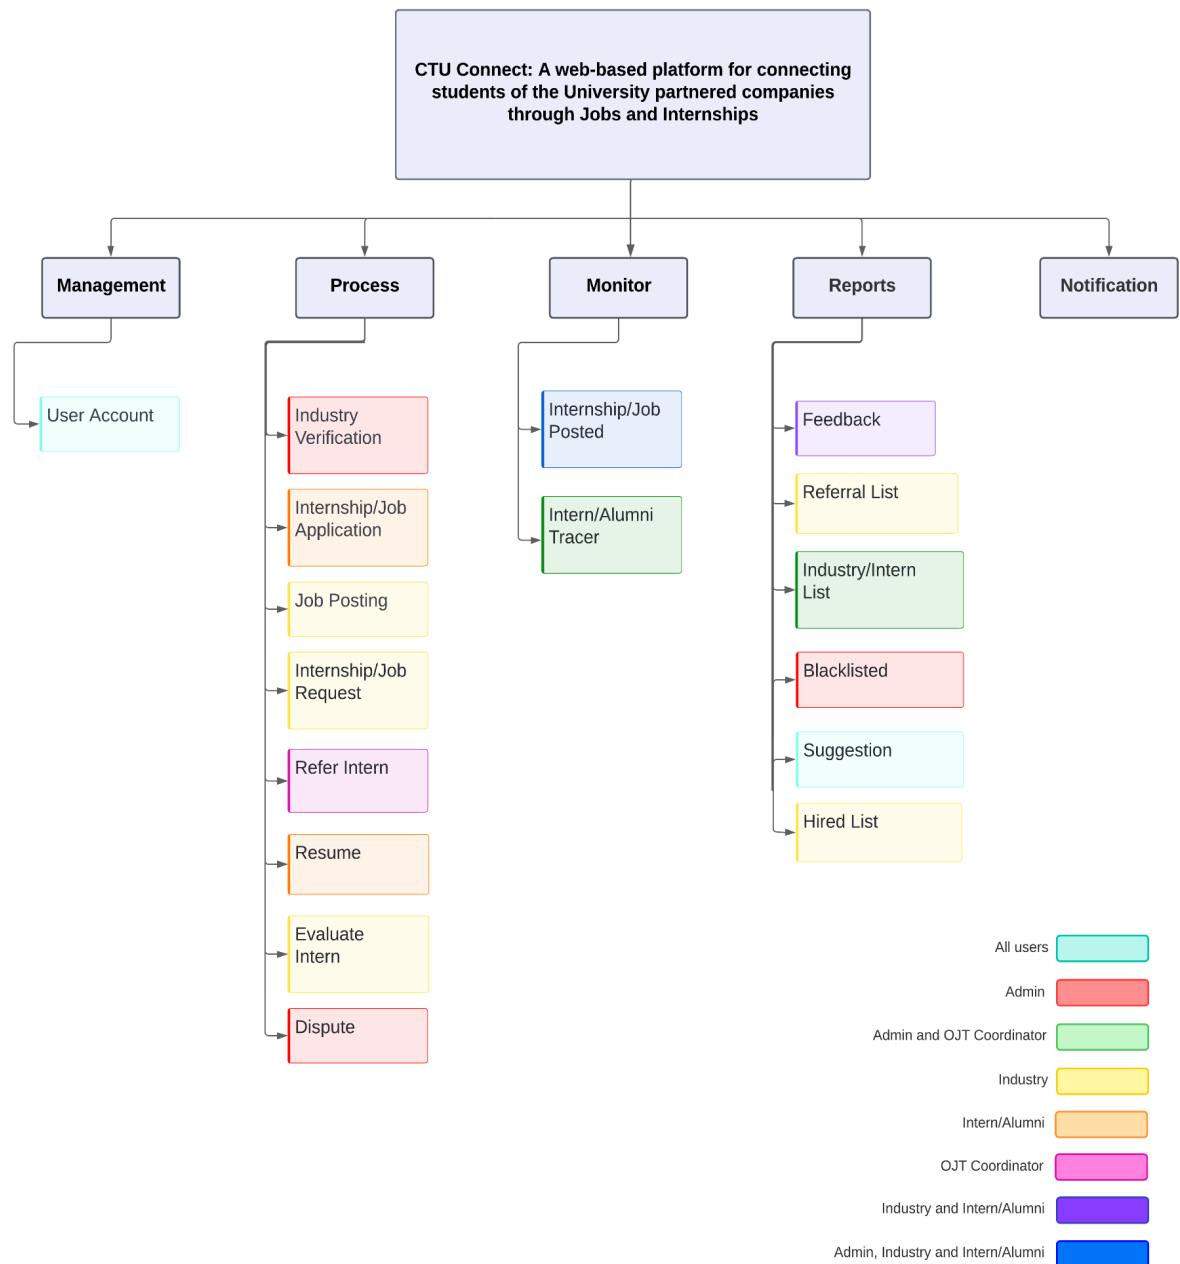 CTU Connect: A web-based platform for connecting
students of the University partnered companies
through Jobs and Internships
Management
Process
Monitor
Reports
Notification
User Account
Industry
Verification
Internship/Job
Application
Job Posting
Internship/Job
Request
Refer Intern
Resume
Evaluate
Intern
Dispute
Internship/Job
Posted
Intern/Alumni
Tracer
Feedback
Referral List
Industry/Intern
List
Blacklisted
Suggestion
Hired List
All users
Admin
Admin and OJT Coordinator
Industry
Intern/Alumni
OJT Coordinator
Industry and Intern/Alumni
Admin, Industry and Intern/Alumni